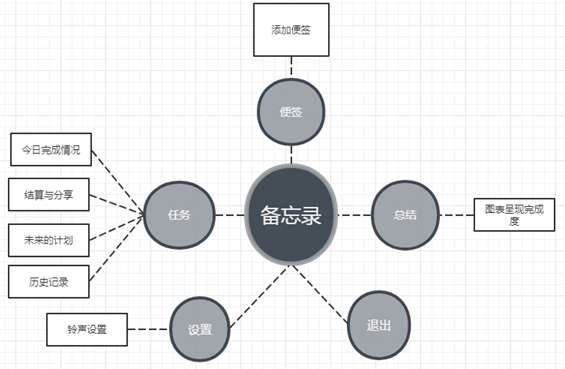 添加便签
便签
今日完成情况
结算与分享
未来的计划
历史记录
任务
备忘录
总结
图表呈现完成
度
铃声设置
设置
退出